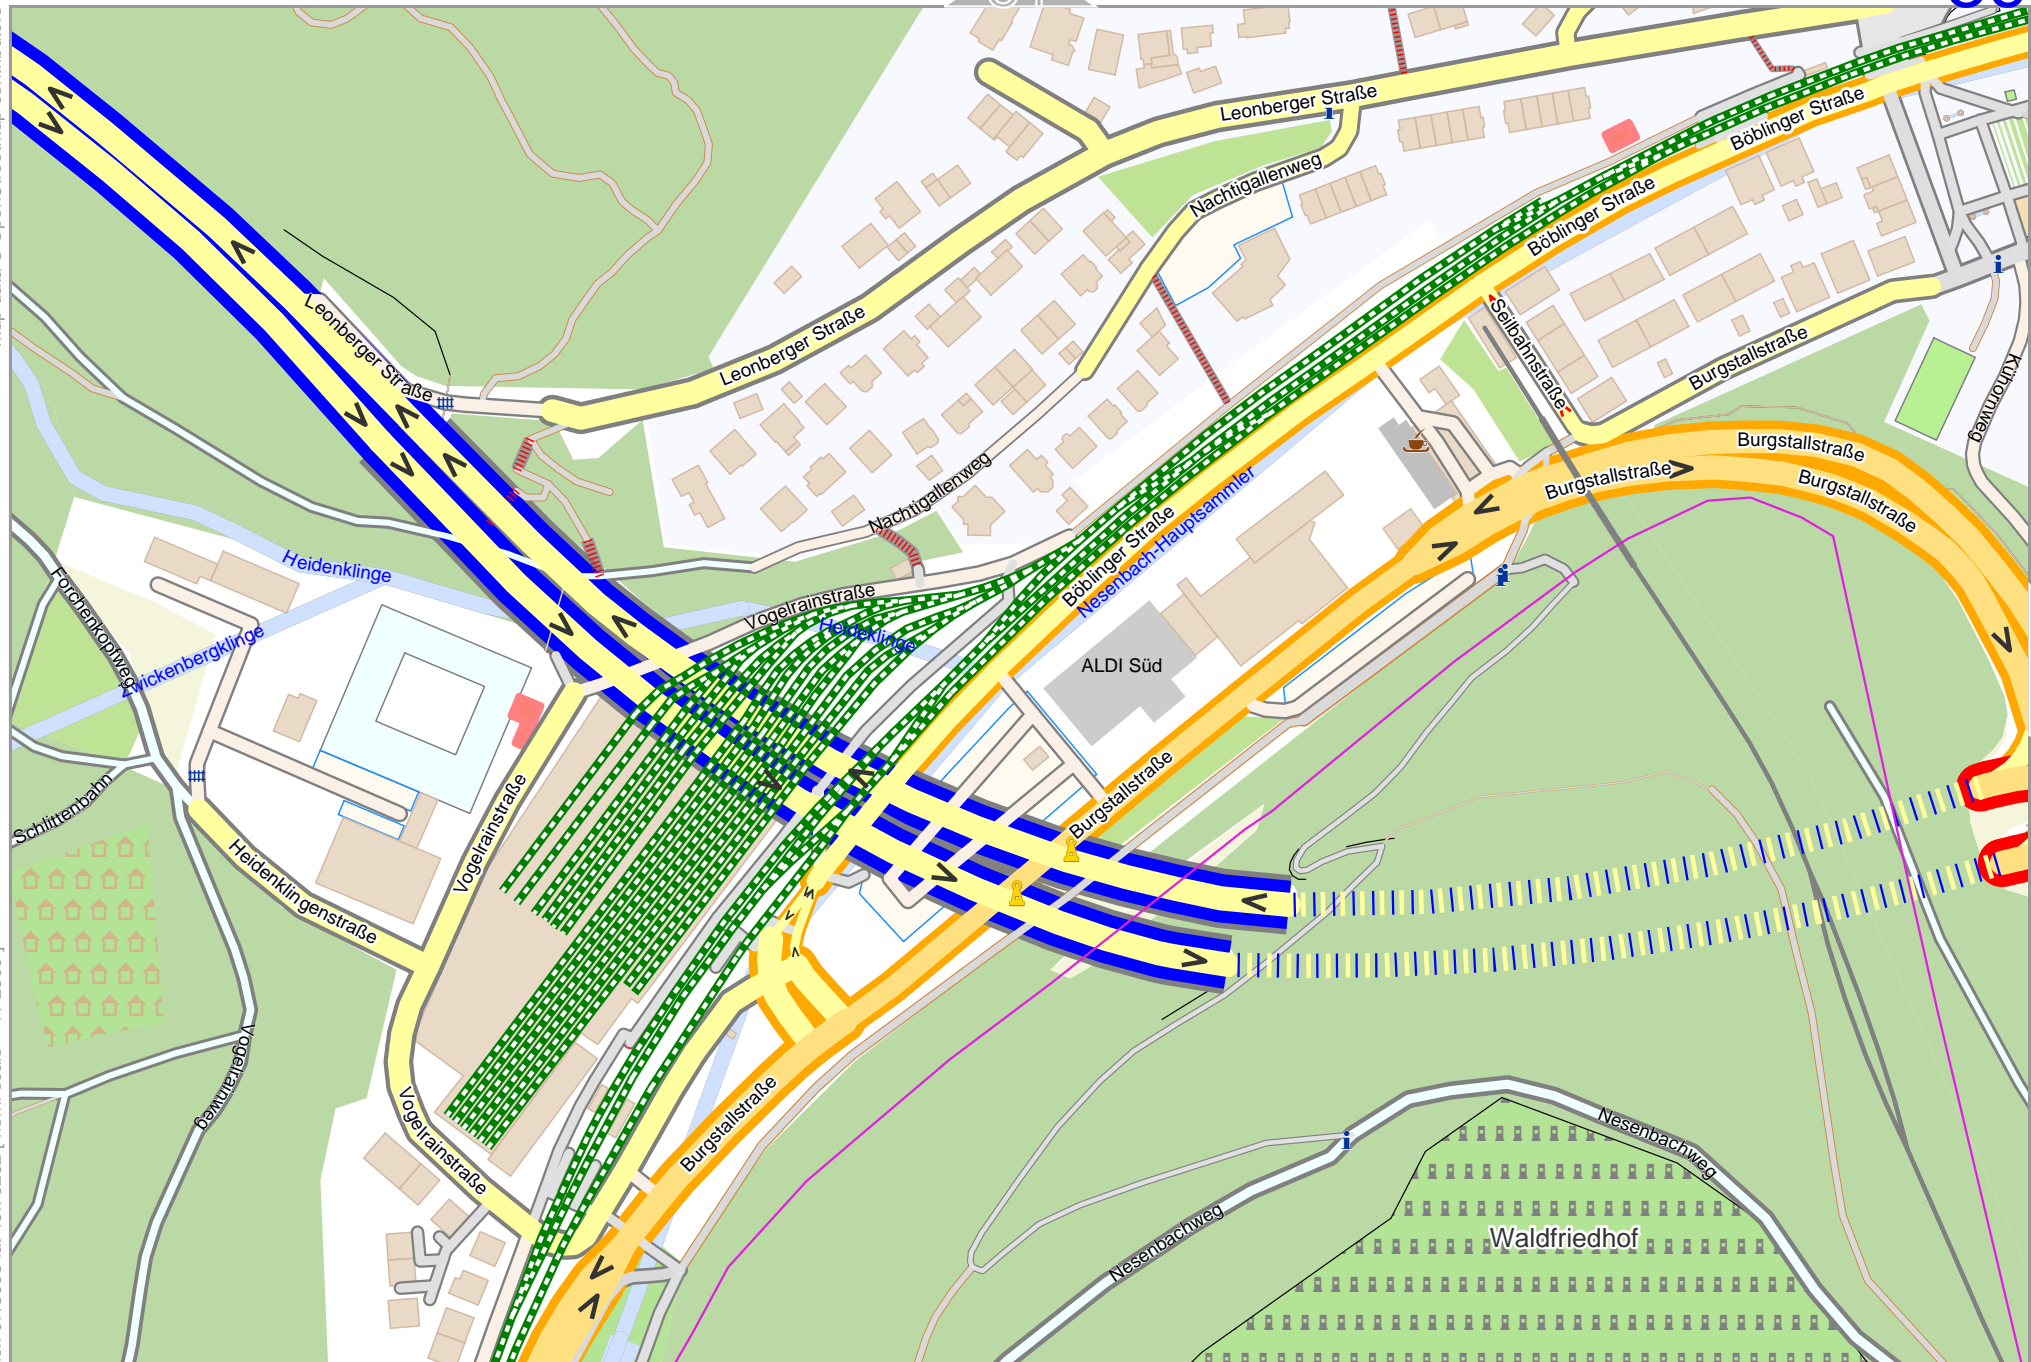 Leonberger Straße
Böblinger Straße
Nachtigallenweg
Böblinger Straße
Leonberger Straße
Leonberger Straße
Seilbahnstraße
Burgstallstraße
Kühornweg
Burgstallstraße
Burgstallstraße
Burgstallstraße
Nachtigallenweg
Böblinger Straße
Nesenbach-Hauptsammler
Heidenklinge
Forchenkopfweg
Zwickenbergklinge
Vogelrainstraße
Heideklinge
ALDI Süd
Burgstallstraße
Schlittenbahn
Vogelrainstraße
Heidenklingenstraße
Vogelrainweg
Vogelrainstraße
Burgstallstraße
Nesenbachweg
Nesenbachweg
Waldfriedhof